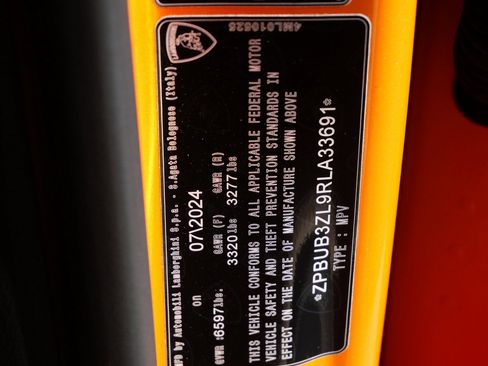 4ML010525
mfg by Automobili Lamborghini S.p.a. - S.Agata Bolognese (Italy)
on 07\2024
GVWR :6597lbs. GAWR (F) 3320lbs GAWR (R) 3277lbs
THIS VEHICLE CONFORMS TO ALL APPLICABLE FEDERAL MOTOR
VEHICLE SAFETY AND THEFT PREVENTION STANDARDS IN
EFFECT ON THE DATE OF MANUFACTURE SHOWN ABOVE
*ZPBUB3ZL9RLA33691*
TYPE : MPV